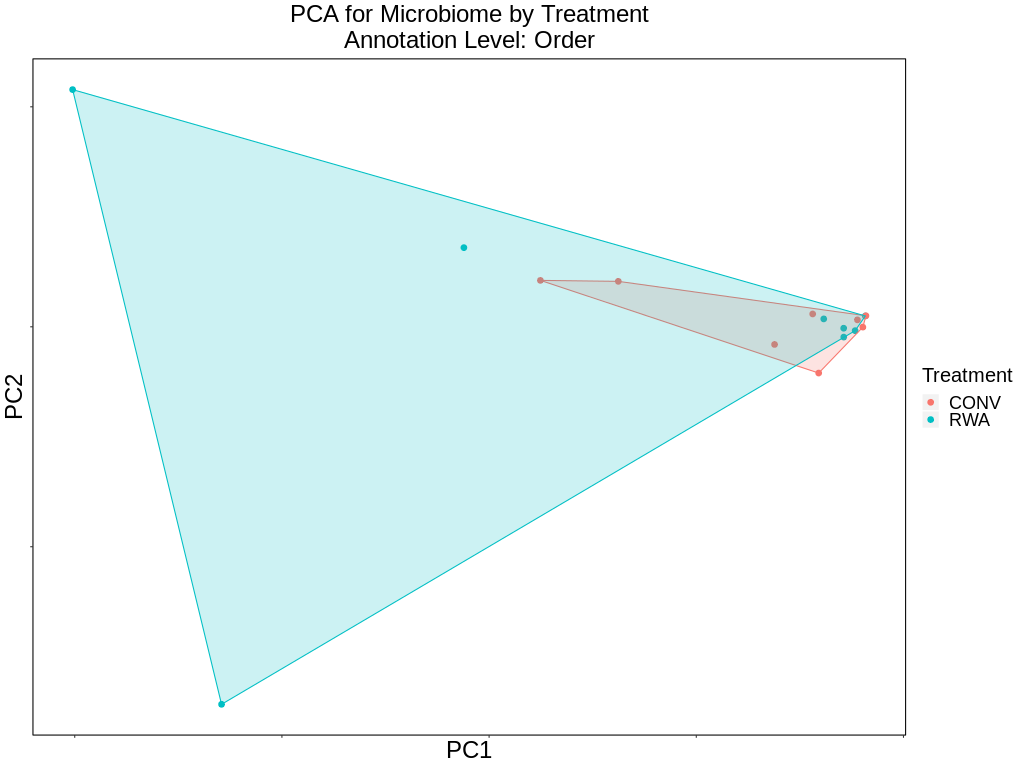 PCA for Microbiome by Treatment
Annotation Level: Order
PC2
PC1
Treatment
CONV
RWA